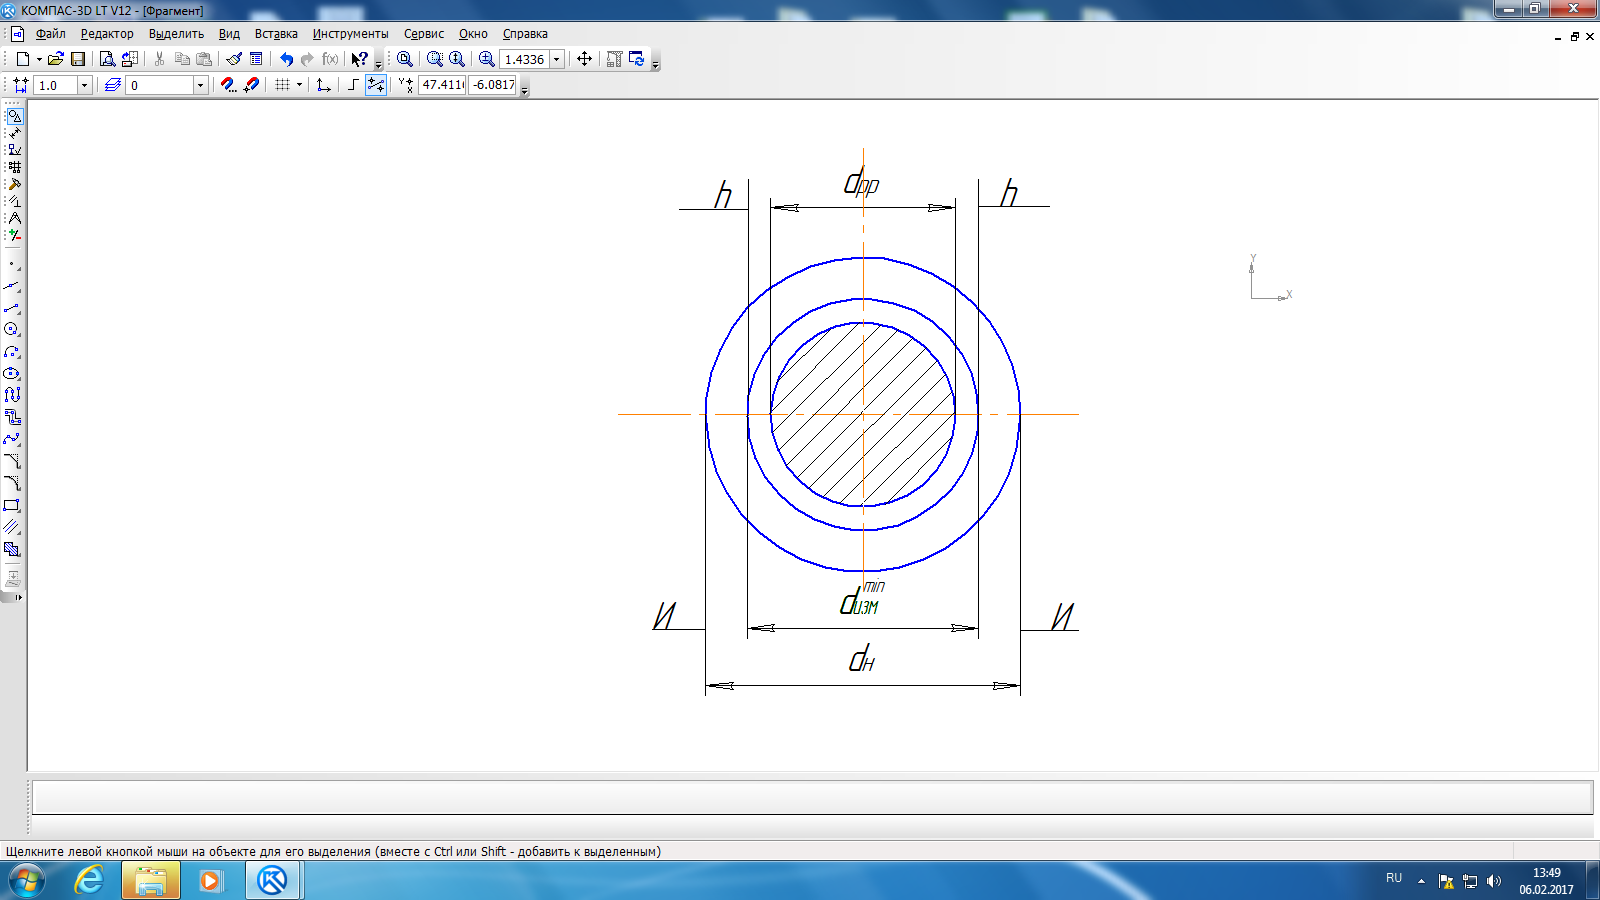 КОМПАС-3D LT V12 - [Фрагмент]
Файл Редактор Выделить Вид Вставка Инструменты Сервис Окно Справка
f(x) 1.4336
1.0 0 47.411 -6.0817
h dpp h
Y
X
И dизм min И
dн
Щелкните левой кнопкой мыши на объекте для его выделения (вместе с Ctrl или Shift - добавить к выделенным)
RU 13:49
06.02.2017